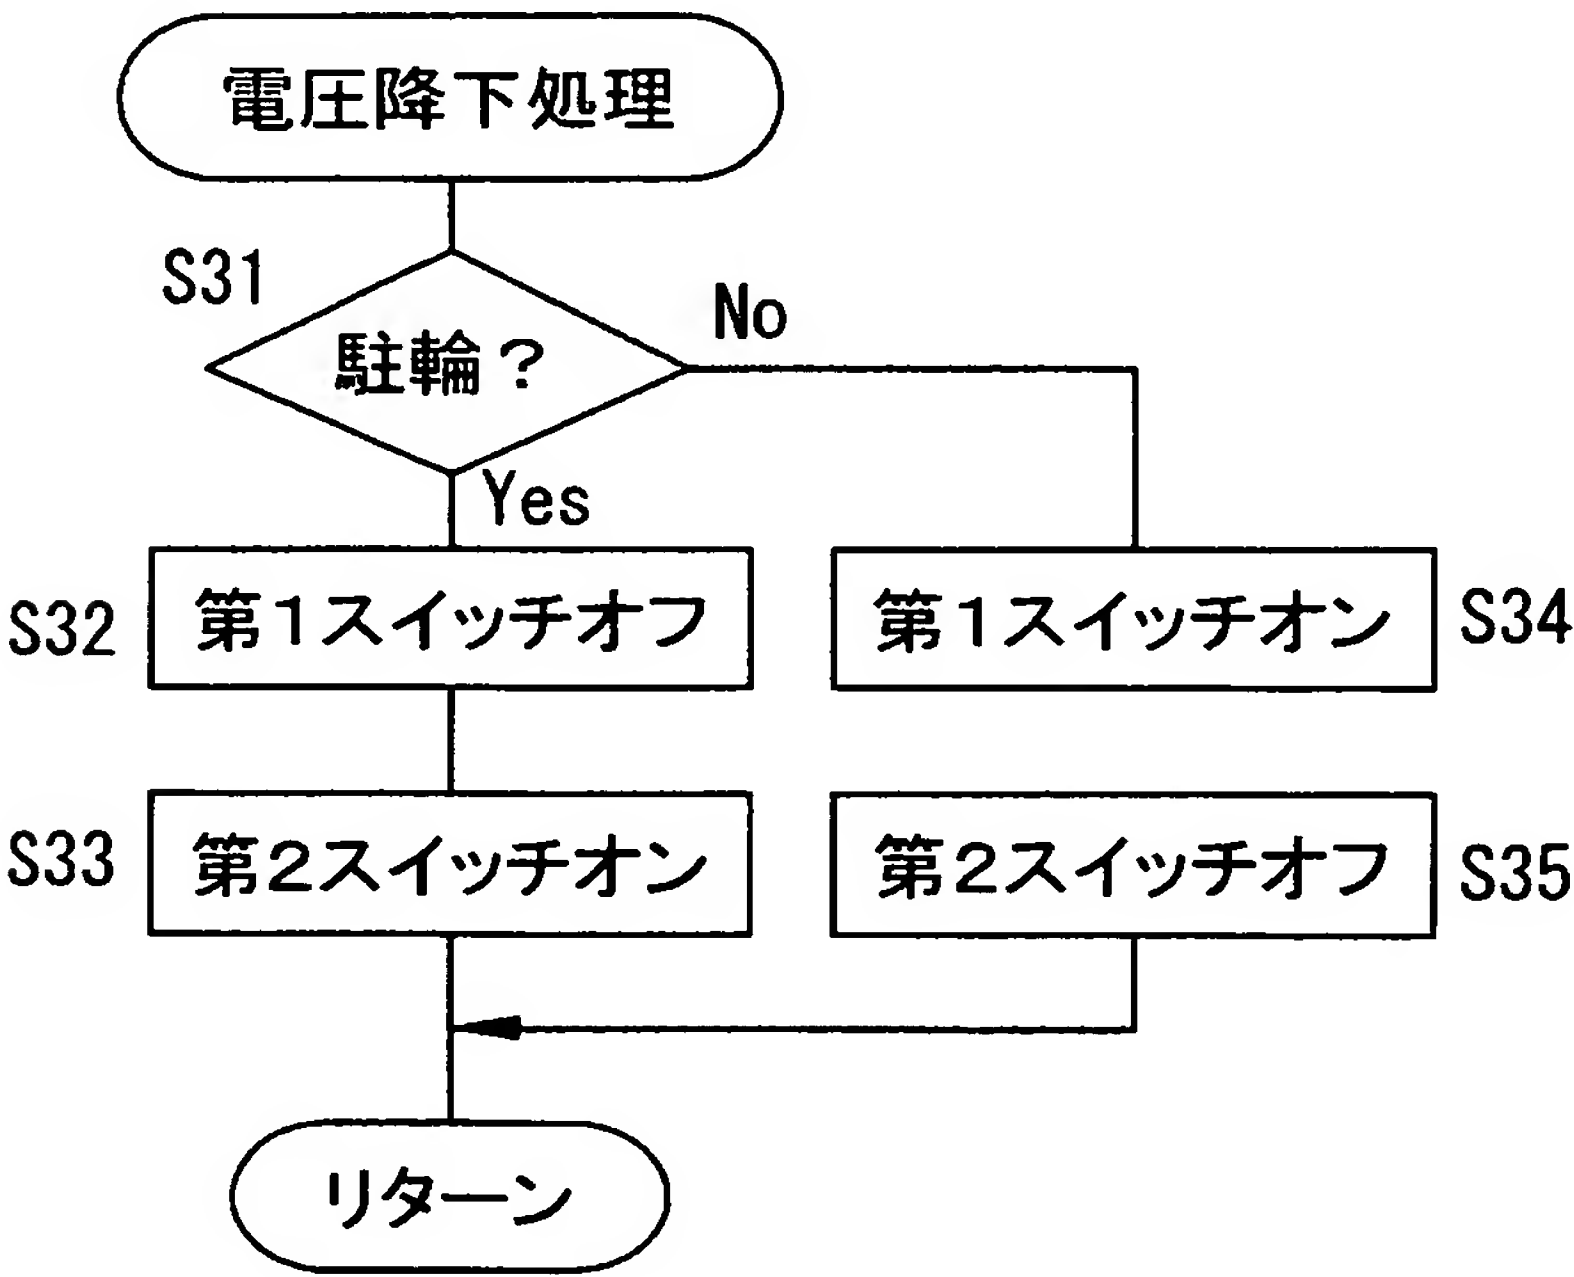 電圧降下処理
S31
駐輪？
No
Yes
S32
第１スイッチオフ
第１スイッチオン
S34
S33
第２スイッチオン
第２スイッチオフ
S35
リターン